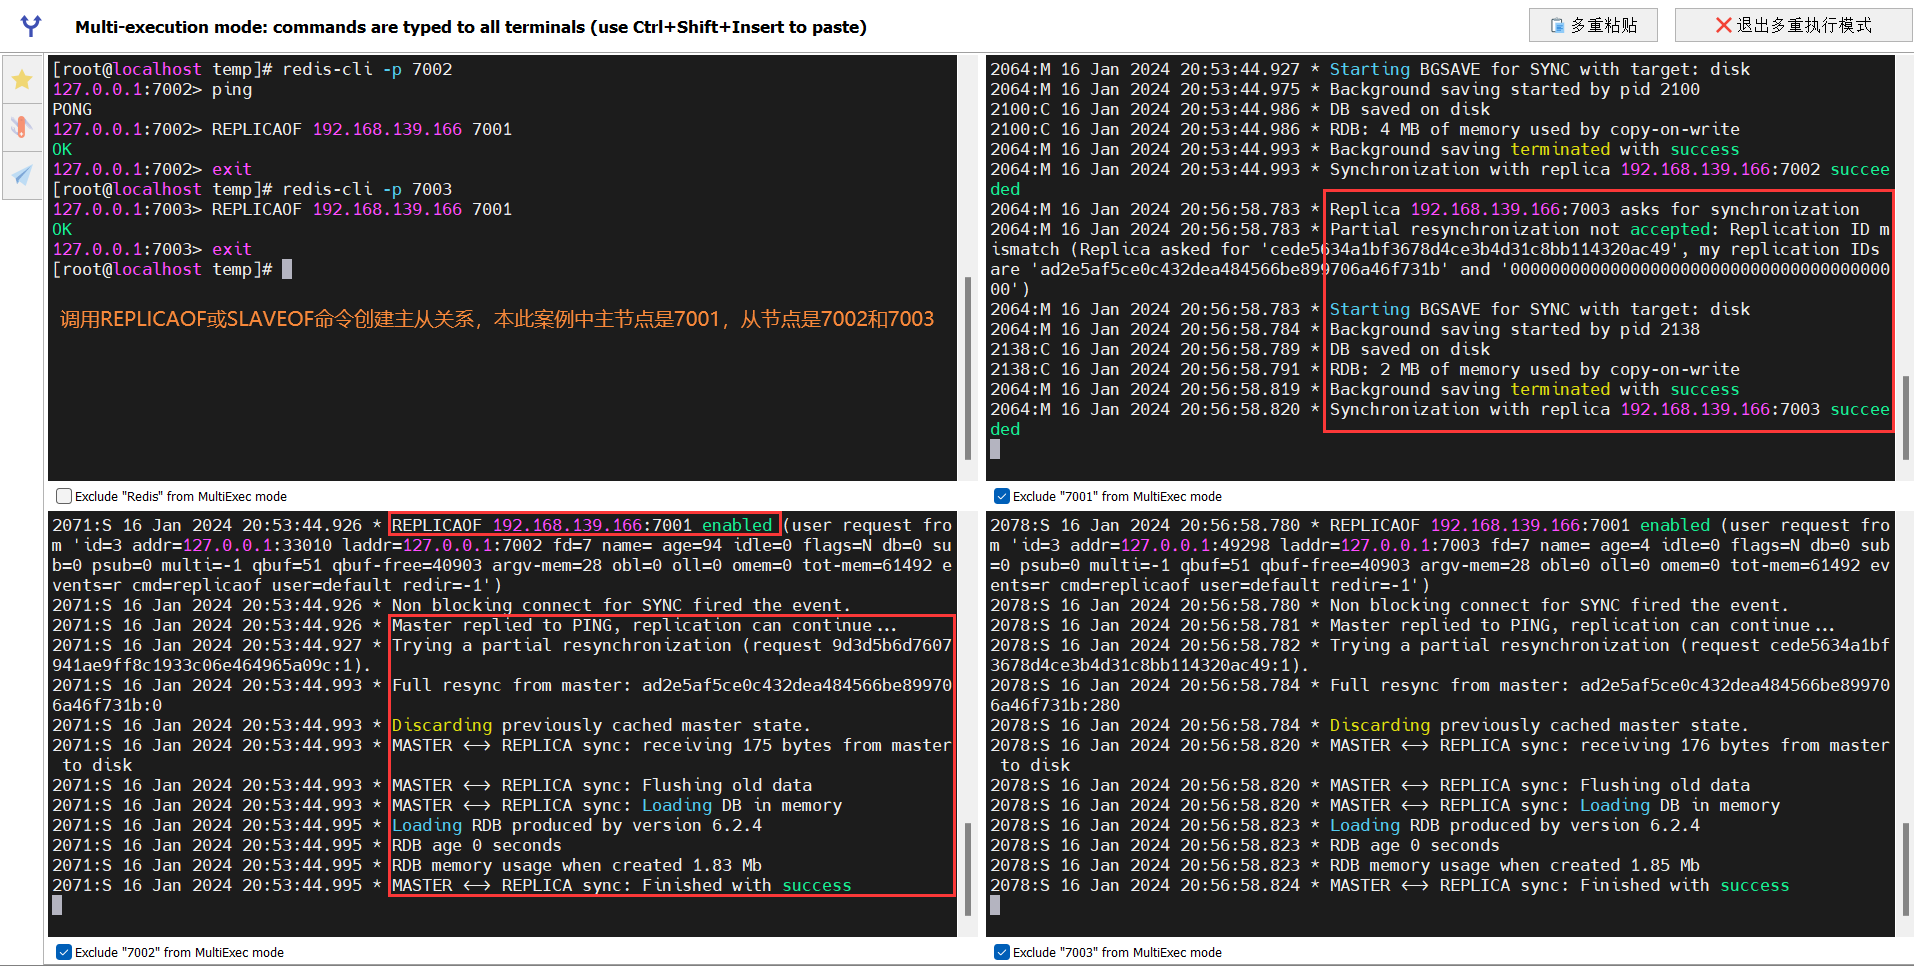 Multi-execution mode: commands are typed to all terminals (use Ctrl+Shift+Insert to paste)
多重粘贴
退出多重执行模式
[root@localhost temp]# redis-cli -p 7002
127.0.0.1:7002> ping
PONG
127.0.0.1:7002> REPLICAOF 192.168.139.166 7001
OK
127.0.0.1:7002> exit
[root@localhost temp]# redis-cli -p 7003
127.0.0.1:7003> REPLICAOF 192.168.139.166 7001
OK
127.0.0.1:7003> exit
[root@localhost temp]#
调用REPLICAOF或SLAVEOF命令创建主从关系，本此案例中主节点是7001，从节点是7002和7003
Exclude "Redis" from MultiExec mode
2064:M 16 Jan 2024 20:53:44.927 * Starting BGSAVE for SYNC with target: disk
2064:M 16 Jan 2024 20:53:44.975 * Background saving started by pid 2100
2100:C 16 Jan 2024 20:53:44.986 * DB saved on disk
2100:C 16 Jan 2024 20:53:44.986 * RDB: 4 MB of memory used by copy-on-write
2064:M 16 Jan 2024 20:53:44.993 * Background saving terminated with success
2064:M 16 Jan 2024 20:53:44.993 * Synchronization with replica 192.168.139.166:7002 succee
ded
2064:M 16 Jan 2024 20:56:58.783 * Replica 192.168.139.166:7003 asks for synchronization
2064:M 16 Jan 2024 20:56:58.783 * Partial resynchronization not accepted: Replication ID m
ismatch (Replica asked for 'cede5634a1bf3678d4ce3b4d31c8bb114320ac49', my replication IDs
are 'ad2e5af5ce0c432dea484566be899706a46f731b' and '00000000000000000000000000000000000000
00')
2064:M 16 Jan 2024 20:56:58.783 * Starting BGSAVE for SYNC with target: disk
2064:M 16 Jan 2024 20:56:58.784 * Background saving started by pid 2138
2138:C 16 Jan 2024 20:56:58.789 * DB saved on disk
2138:C 16 Jan 2024 20:56:58.791 * RDB: 2 MB of memory used by copy-on-write
2064:M 16 Jan 2024 20:56:58.819 * Background saving terminated with success
2064:M 16 Jan 2024 20:56:58.820 * Synchronization with replica 192.168.139.166:7003 succee
ded
Exclude "7001" from MultiExec mode
2071:S 16 Jan 2024 20:53:44.926 * REPLICAOF 192.168.139.166:7001 enabled (user request fro
m 'id=3 addr=127.0.0.1:33010 laddr=127.0.0.1:7002 fd=7 name= age=94 idle=0 flags=N db=0 su
b=0 psub=0 multi=-1 qbuf=51 qbuf-free=40903 argv-mem=28 obl=0 oll=0 omem=0 tot-mem=61492 e
vents=r cmd=replicaof user=default redir=-1')
2071:S 16 Jan 2024 20:53:44.926 * Non blocking connect for SYNC fired the event.
2071:S 16 Jan 2024 20:53:44.926 * Master replied to PING, replication can continue...
2071:S 16 Jan 2024 20:53:44.927 * Trying a partial resynchronization (request 9d3d5b6d7607
941ae9ff8c1933c06e464965a09c:1).
2071:S 16 Jan 2024 20:53:44.993 * Full resync from master: ad2e5af5ce0c432dea484566be89970
6a46f731b:0
2071:S 16 Jan 2024 20:53:44.993 * Discarding previously cached master state.
2071:S 16 Jan 2024 20:53:44.993 * MASTER <-> REPLICA sync: receiving 175 bytes from master
to disk
2071:S 16 Jan 2024 20:53:44.993 * MASTER <-> REPLICA sync: Flushing old data
2071:S 16 Jan 2024 20:53:44.993 * MASTER <-> REPLICA sync: Loading DB in memory
2071:S 16 Jan 2024 20:53:44.995 * Loading RDB produced by version 6.2.4
2071:S 16 Jan 2024 20:53:44.995 * RDB age 0 seconds
2071:S 16 Jan 2024 20:53:44.995 * RDB memory usage when created 1.83 Mb
2071:S 16 Jan 2024 20:53:44.995 * MASTER <-> REPLICA sync: Finished with success
Exclude "7002" from MultiExec mode
2078:S 16 Jan 2024 20:56:58.780 * REPLICAOF 192.168.139.166:7001 enabled (user request fro
m 'id=3 addr=127.0.0.1:49298 laddr=127.0.0.1:7003 fd=7 name= age=4 idle=0 flags=N db=0 sub
=0 psub=0 multi=-1 qbuf=51 qbuf-free=40903 argv-mem=28 obl=0 oll=0 omem=0 tot-mem=61492 ev
ents=r cmd=replicaof user=default redir=-1')
2078:S 16 Jan 2024 20:56:58.780 * Non blocking connect for SYNC fired the event.
2078:S 16 Jan 2024 20:56:58.781 * Master replied to PING, replication can continue...
2078:S 16 Jan 2024 20:56:58.782 * Trying a partial resynchronization (request cede5634a1bf
3678d4ce3b4d31c8bb114320ac49:1).
2078:S 16 Jan 2024 20:56:58.784 * Full resync from master: ad2e5af5ce0c432dea484566be89970
6a46f731b:280
2078:S 16 Jan 2024 20:56:58.784 * Discarding previously cached master state.
2078:S 16 Jan 2024 20:56:58.820 * MASTER <-> REPLICA sync: receiving 176 bytes from master
to disk
2078:S 16 Jan 2024 20:56:58.820 * MASTER <-> REPLICA sync: Flushing old data
2078:S 16 Jan 2024 20:56:58.820 * MASTER <-> REPLICA sync: Loading DB in memory
2078:S 16 Jan 2024 20:56:58.823 * Loading RDB produced by version 6.2.4
2078:S 16 Jan 2024 20:56:58.823 * RDB age 0 seconds
2078:S 16 Jan 2024 20:56:58.823 * RDB memory usage when created 1.85 Mb
2078:S 16 Jan 2024 20:56:58.824 * MASTER <-> REPLICA sync: Finished with success
Exclude "7003" from MultiExec mode